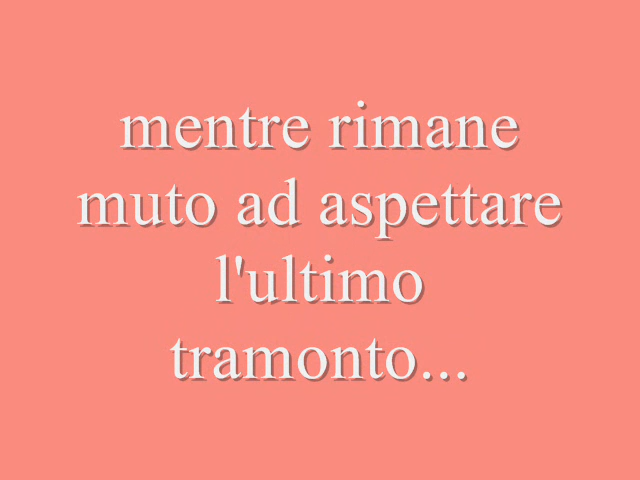 mentre rimane
muto ad aspettare
l'ultimo
tramonto...